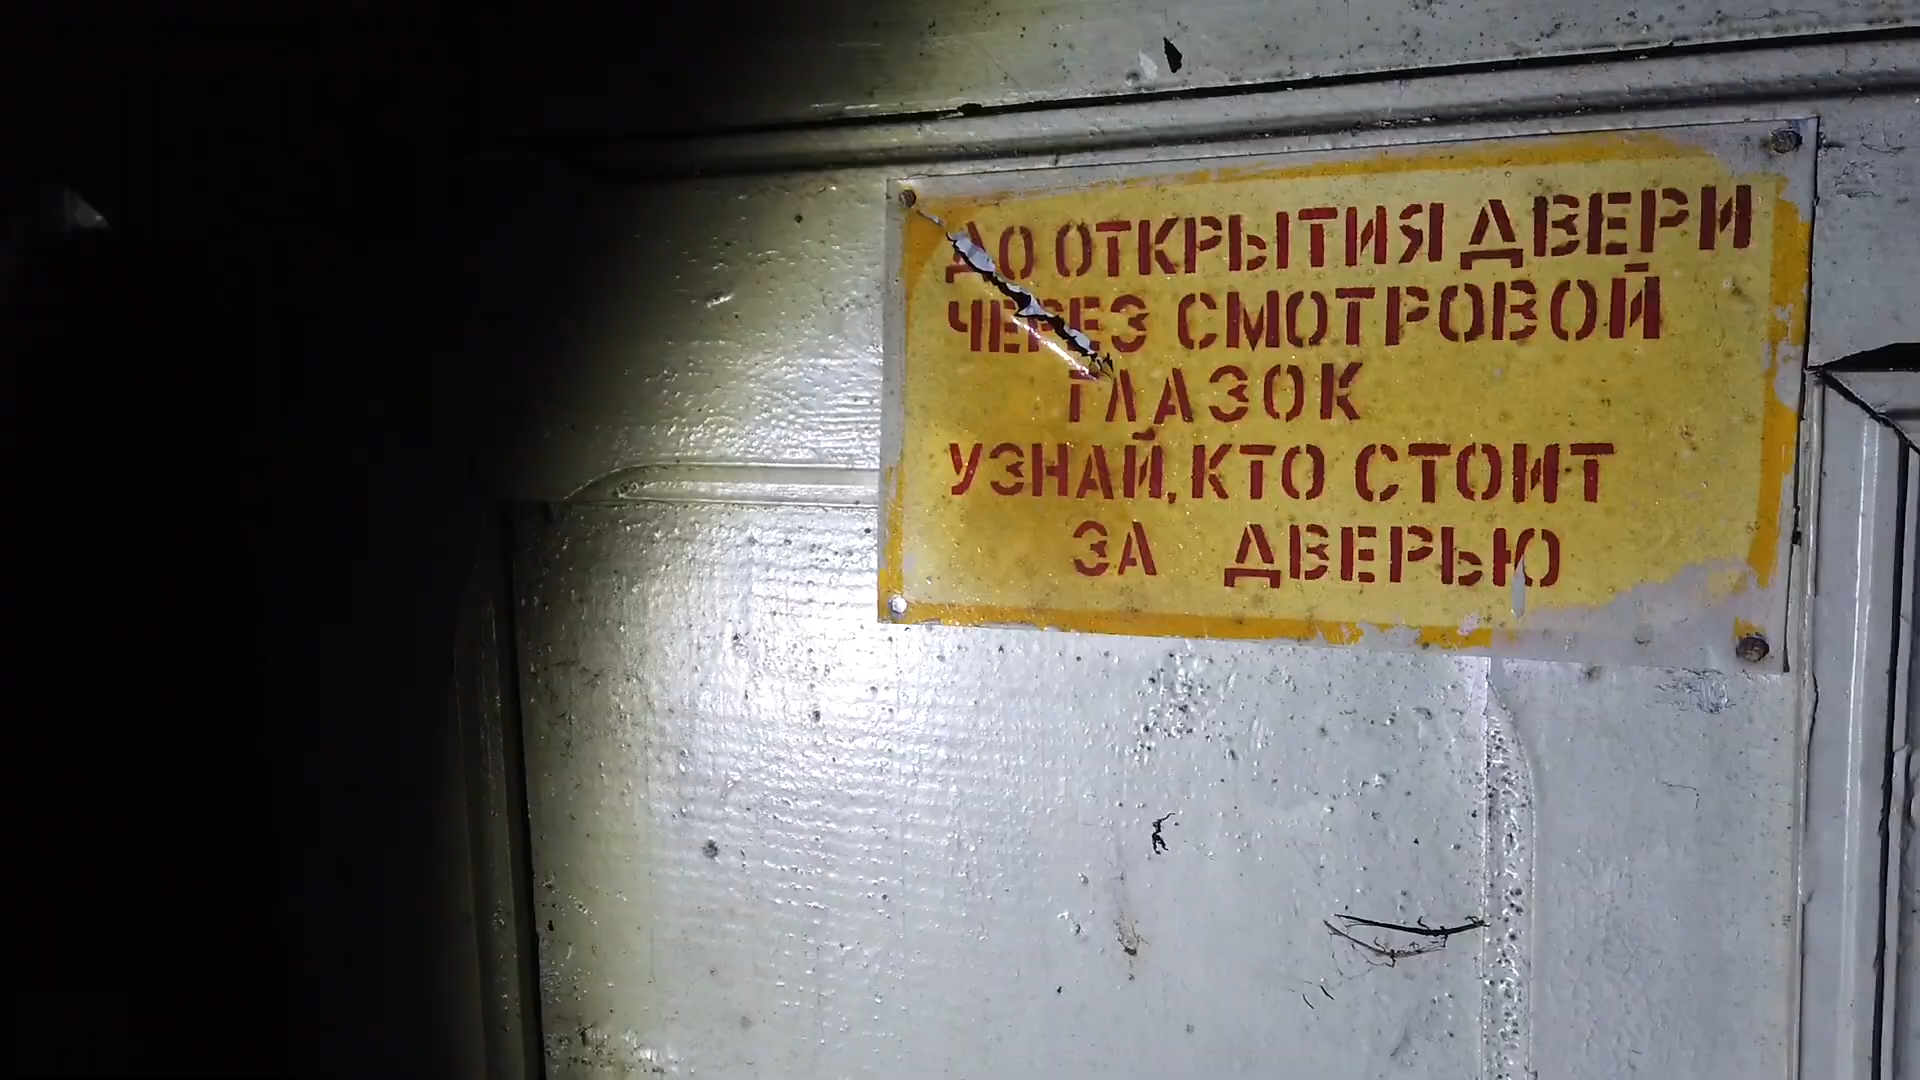 ДО ОТКРЫТИЯ ДВЕРИ
ЧЕРЕЗ СМОТРОВОЙ
ГЛАЗОК
УЗНАЙ, КТО СТОИТ
ЗА ДВЕРЬЮ